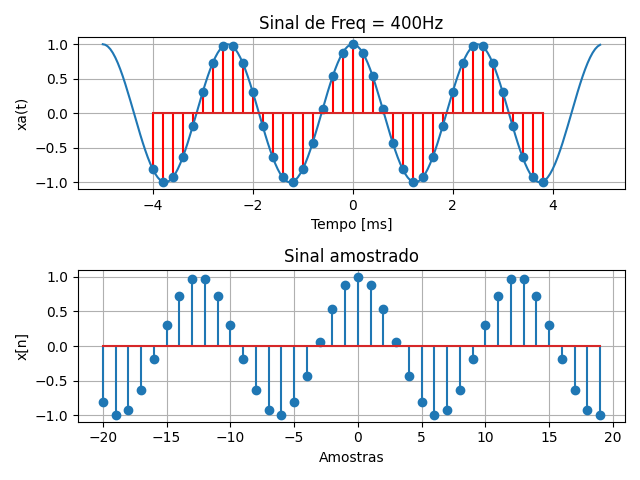 Sinal de Freq = 400Hz
1.0
0.5
0.0
−0.5
−1.0
xa(t)
−4 −2 0 2 4
Tempo [ms]
Sinal amostrado
1.0
0.5
0.0
−0.5
−1.0
x[n]
−20 −15 −10 −5 0 5 10 15 20
Amostras